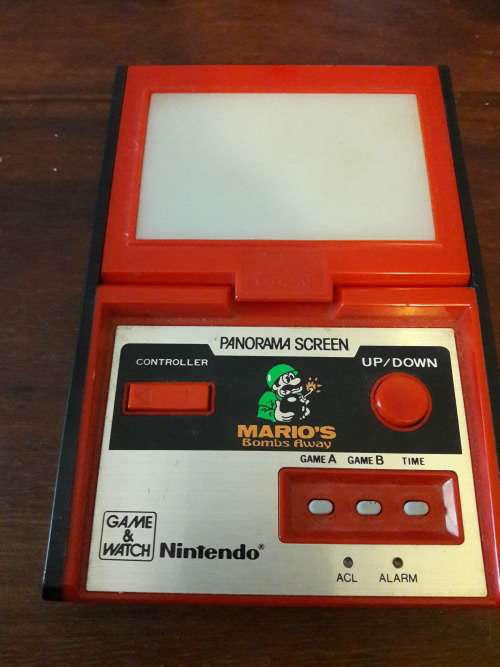 PANORAMA SCREEN
CONTROLLER
UP/DOWN
MARIO'S
Bombs Away
GAME A GAME B TIME
GAME
&
WATCH
Nintendo®
ACL ALARM